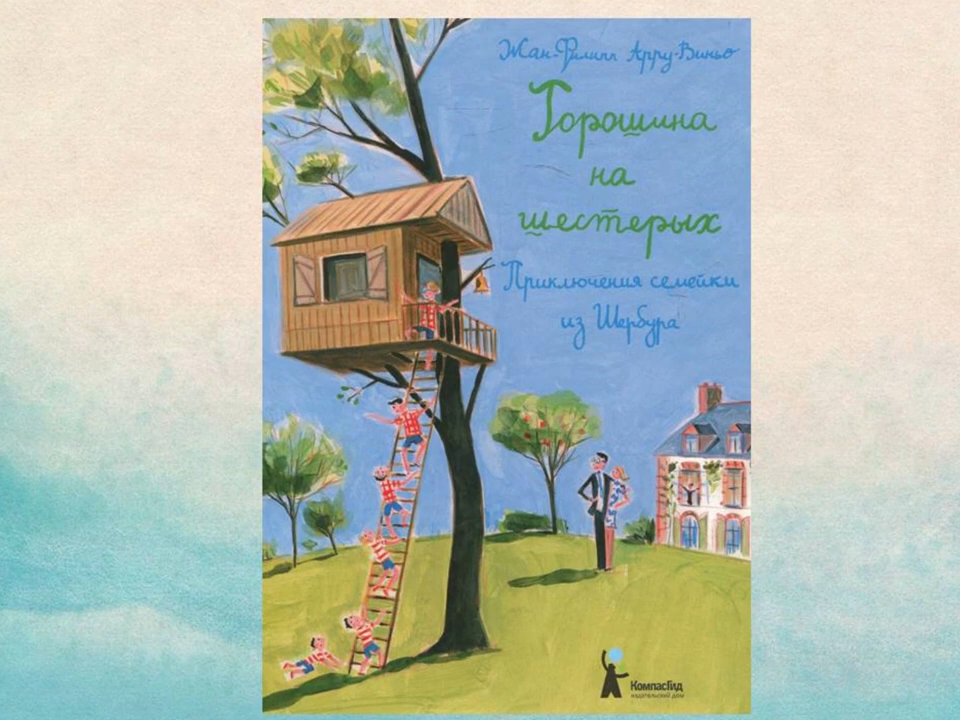 Жан-Филипп Арру-Виньо
Горошина
на
шестерых
Приключения семейки
из Шербура
КомпасГид
издательский дом